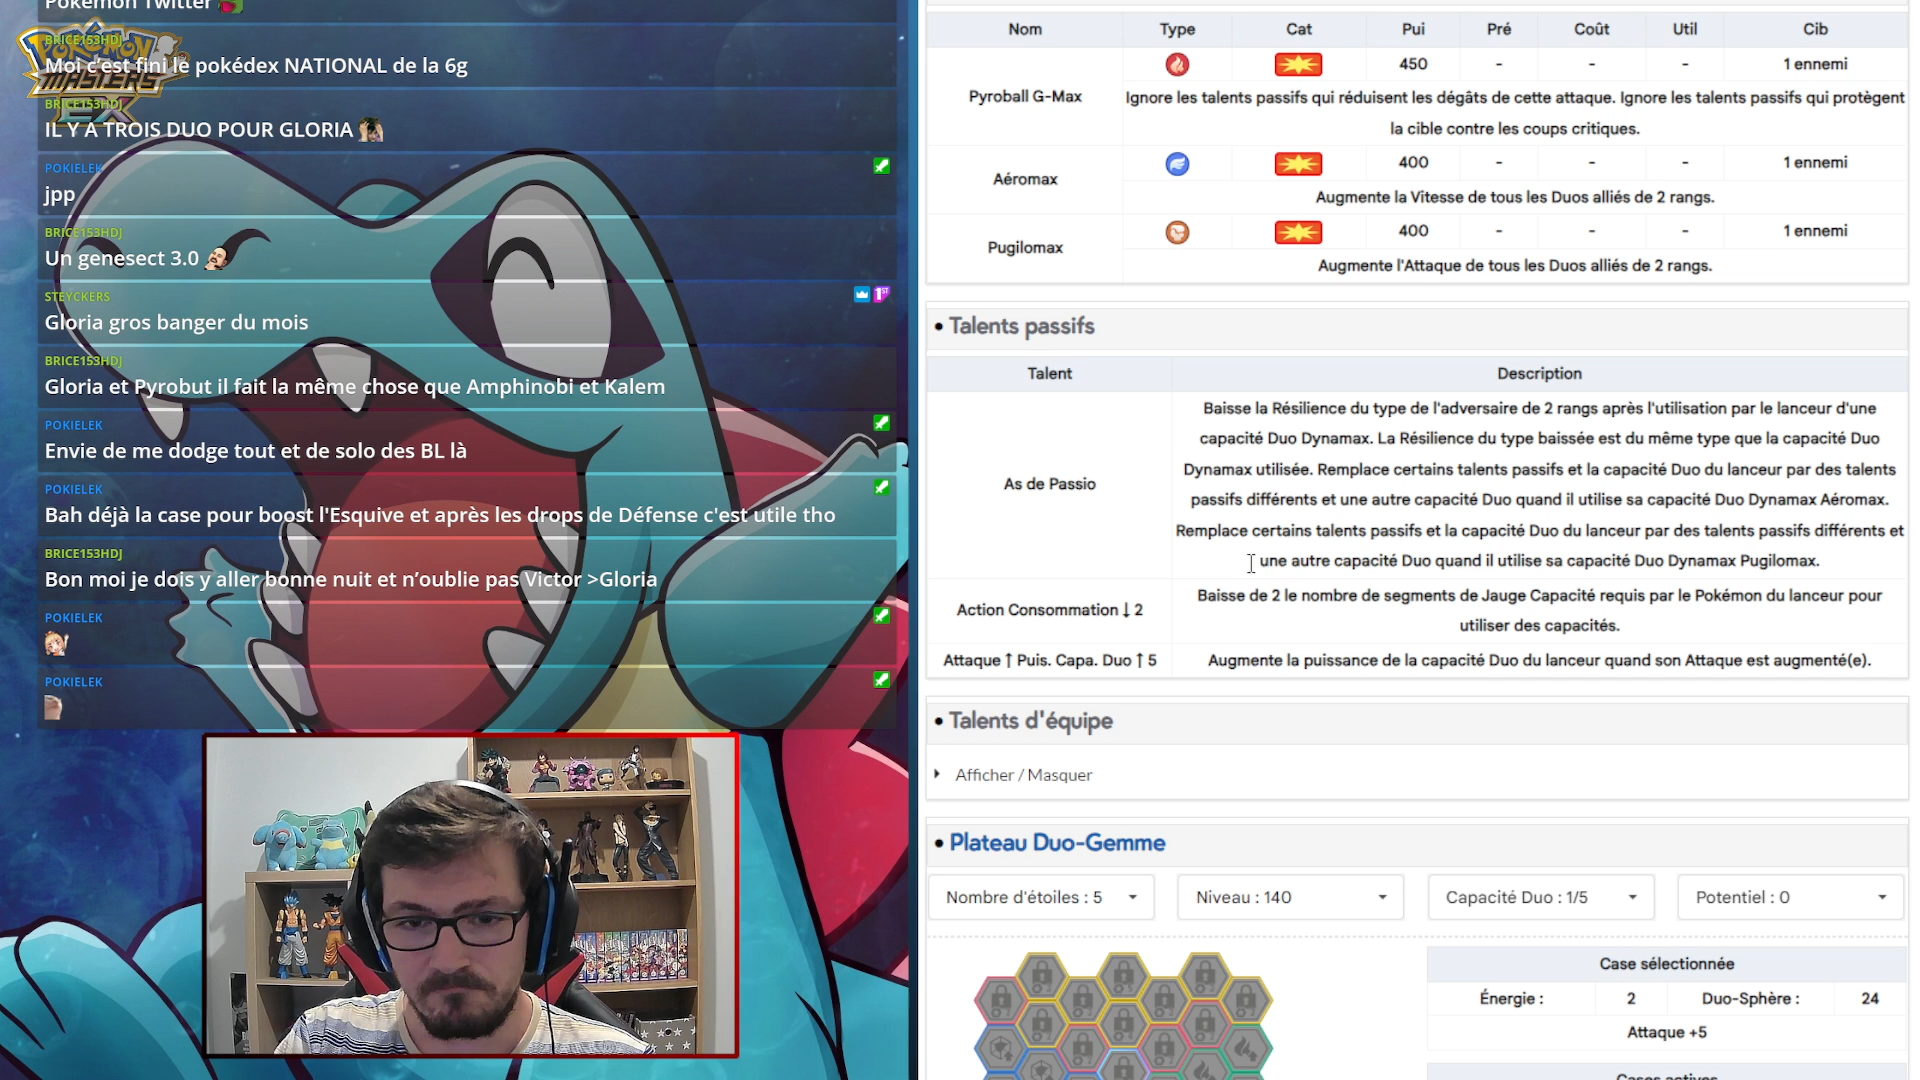 Pokémon Twitter
BRICE153HDJ
Moi c'est fini le pokédex NATIONAL de la 6g
BRICE153HDJ
IL Y A TROIS DUO POUR GLORIA
POKIELEK
jpp
BRICE153HDJ
Un genesect 3.0
STEYCKERS
1ST
Gloria gros banger du mois
BRICE153HDJ
Gloria et Pyrobut il fait la même chose que Amphinobi et Kalem
POKIELEK
Envie de me dodge tout et de solo des BL là
POKIELEK
Bah déjà la case pour boost l'Esquive et après les drops de Défense c'est utile tho
BRICE153HDJ
Bon moi je dois y aller bonne nuit et n'oublie pas Victor >Gloria
POKIELEK
POKIELEK
POKÉMON
MASTERS
EX
Nom Type Cat Pui Pré Coût Util Cib
Pyroball G-Max 450 - - - 1 ennemi
Ignore les talents passifs qui réduisent les dégâts de cette attaque. Ignore les talents passifs qui protègent
la cible contre les coups critiques.
Aéromax 400 - - - 1 ennemi
Augmente la Vitesse de tous les Duos alliés de 2 rangs.
Pugilomax 400 - - - 1 ennemi
Augmente l'Attaque de tous les Duos alliés de 2 rangs.
• Talents passifs
Talent Description
As de Passio
Baisse la Résilience du type de l'adversaire de 2 rangs après l'utilisation par le lanceur d'une
capacité Duo Dynamax. La Résilience du type baissée est du même type que la capacité Duo
Dynamax utilisée. Remplace certains talents passifs et la capacité Duo du lanceur par des talents
passifs différents et une autre capacité Duo quand il utilise sa capacité Duo Dynamax Aéromax.
Remplace certains talents passifs et la capacité Duo du lanceur par des talents passifs différents et
une autre capacité Duo quand il utilise sa capacité Duo Dynamax Pugilomax.
Action Consommation ↓ 2
Baisse de 2 le nombre de segments de Jauge Capacité requis par le Pokémon du lanceur pour
utiliser des capacités.
Attaque ↑ Puis. Capa. Duo ↑ 5 Augmente la puissance de la capacité Duo du lanceur quand son Attaque est augmenté(e).
• Talents d'équipe
Afficher / Masquer
• Plateau Duo-Gemme
Nombre d'étoiles : 5 Niveau : 140 Capacité Duo : 1/5 Potentiel : 0
Case sélectionnée
Énergie : 2 Duo-Sphère : 24
Attaque +5
Cases actives